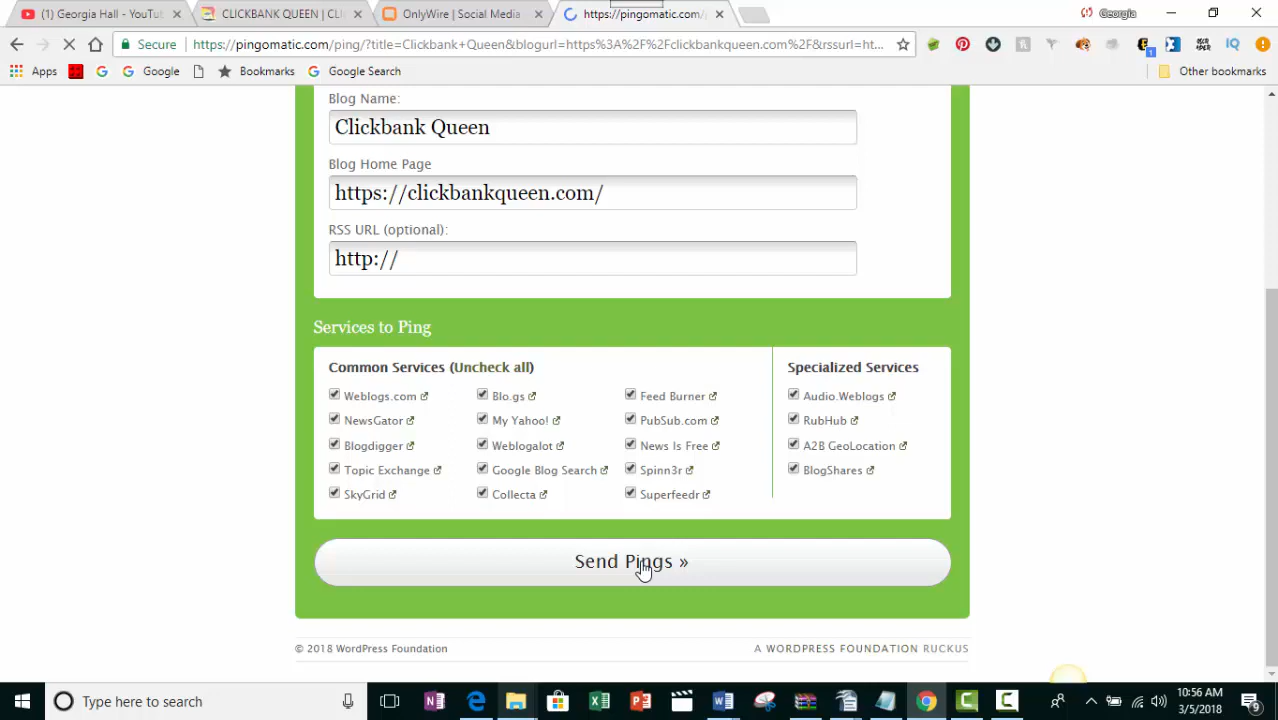 (1) Georgia Hall - YouTu
CLICKBANK QUEEN | CLI
OnlyWire | Social Media
https://pingomatic.com/
Georgia
Secure
https://pingomatic.com/ping/?title=Clickbank+Queen&blogurl=https%3A%2F%2Fclickbankqueen.com%2F&rssurl=ht...
1
IQ
Apps
Google
Bookmarks
Google Search
Other bookmarks
Blog Name:
Clickbank Queen
Blog Home Page
https://clickbankqueen.com/
RSS URL (optional):
http://
Services to Ping
Common Services (Uncheck all)
Specialized Services
Weblogs.com
Blo.gs
Feed Burner
Audio.Weblogs
NewsGator
My Yahoo!
PubSub.com
RubHub
Blogdigger
Weblogalot
News Is Free
A2B GeoLocation
Topic Exchange
Google Blog Search
Spinn3r
BlogShares
SkyGrid
Collecta
Superfeedr
Send Pings »
© 2018 WordPress Foundation
A WORDPRESS FOUNDATION RUCKUS
Type here to search
10:56 AM
3/5/2018
9